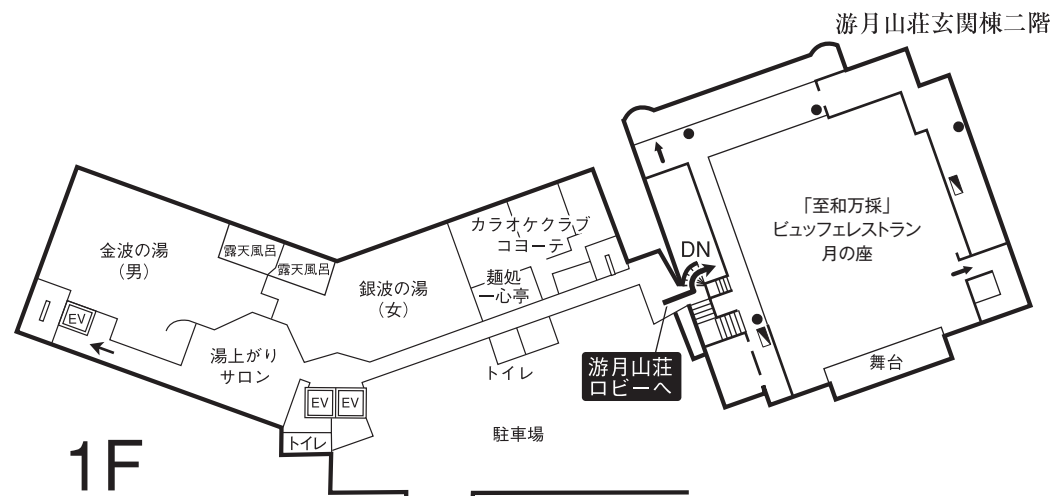 游月山荘玄関棟二階
「至和万採」
ビュッフェレストラン
月の座
カラオケクラブ
コヨーテ
DN
金波の湯
(男)
露天風呂
露天風呂
銀波の湯
(女)
麺処
一心亭
EV
湯上がり
サロン
トイレ
游月山荘
ロビーへ
舞台
EV
EV
トイレ
駐車場
1F